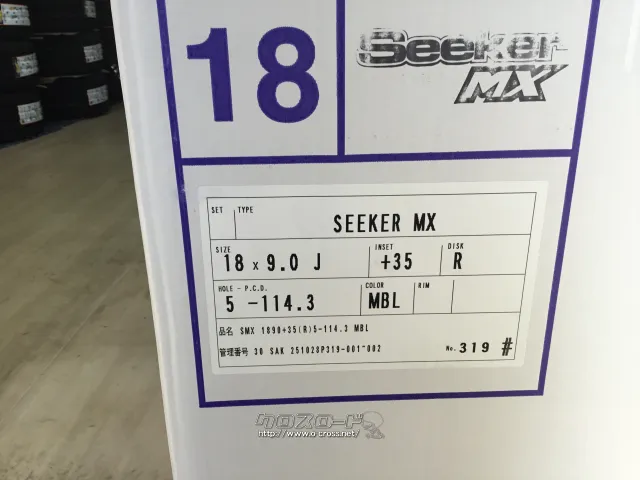 18
Seeker
MX
SET TYPE
SEEKER MX
SIZE INSET DISK
18 x 9.0 J +35 R
HOLE - P.C.D. COLOR RIM
5 -114.3 MBL
品名 SMX 1890+35(R)5-114.3 MBL
管理番号 30 SAK 251028P319-001~002 No. 319 #
クロスロード
http://www.o-cross.net/